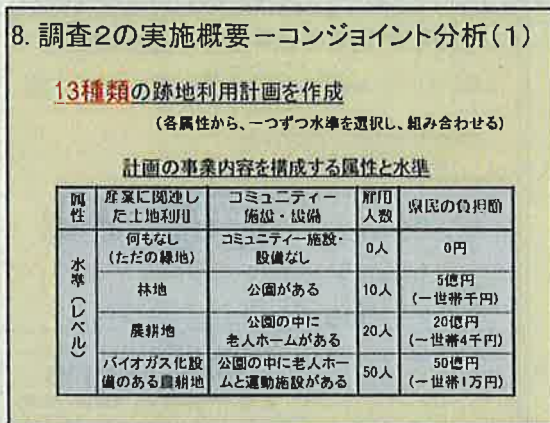 8. 調査2の実施概要－コンジョイント分析(1)
13種類の跡地利用計画を作成
(各属性から、一つずつ水準を選択し、組み合わせる)
計画の事業内容を構成する属性と水準
属性
産業に関連した土地利用
コミュニティー施設・設備
雇用人数
県民の負担額
水準(レベル)
何もなし(ただの緑地)
コミュニティー施設・設備なし
0人
0円
林地
公園がある
10人
5億円(一世帯千円)
農耕地
公園の中に老人ホームがある
20人
20億円(一世帯4千円)
バイオガス化設備のある農耕地
公園の中に老人ホームと運動施設がある
50人
50億円(一世帯1万円)